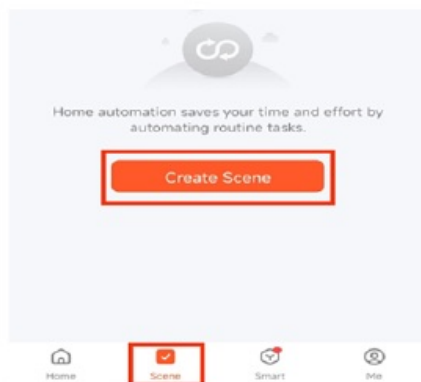 Home automation saves your time and effort by
automating routine tasks.
Create Scene
Home
Scene
Smart
Me